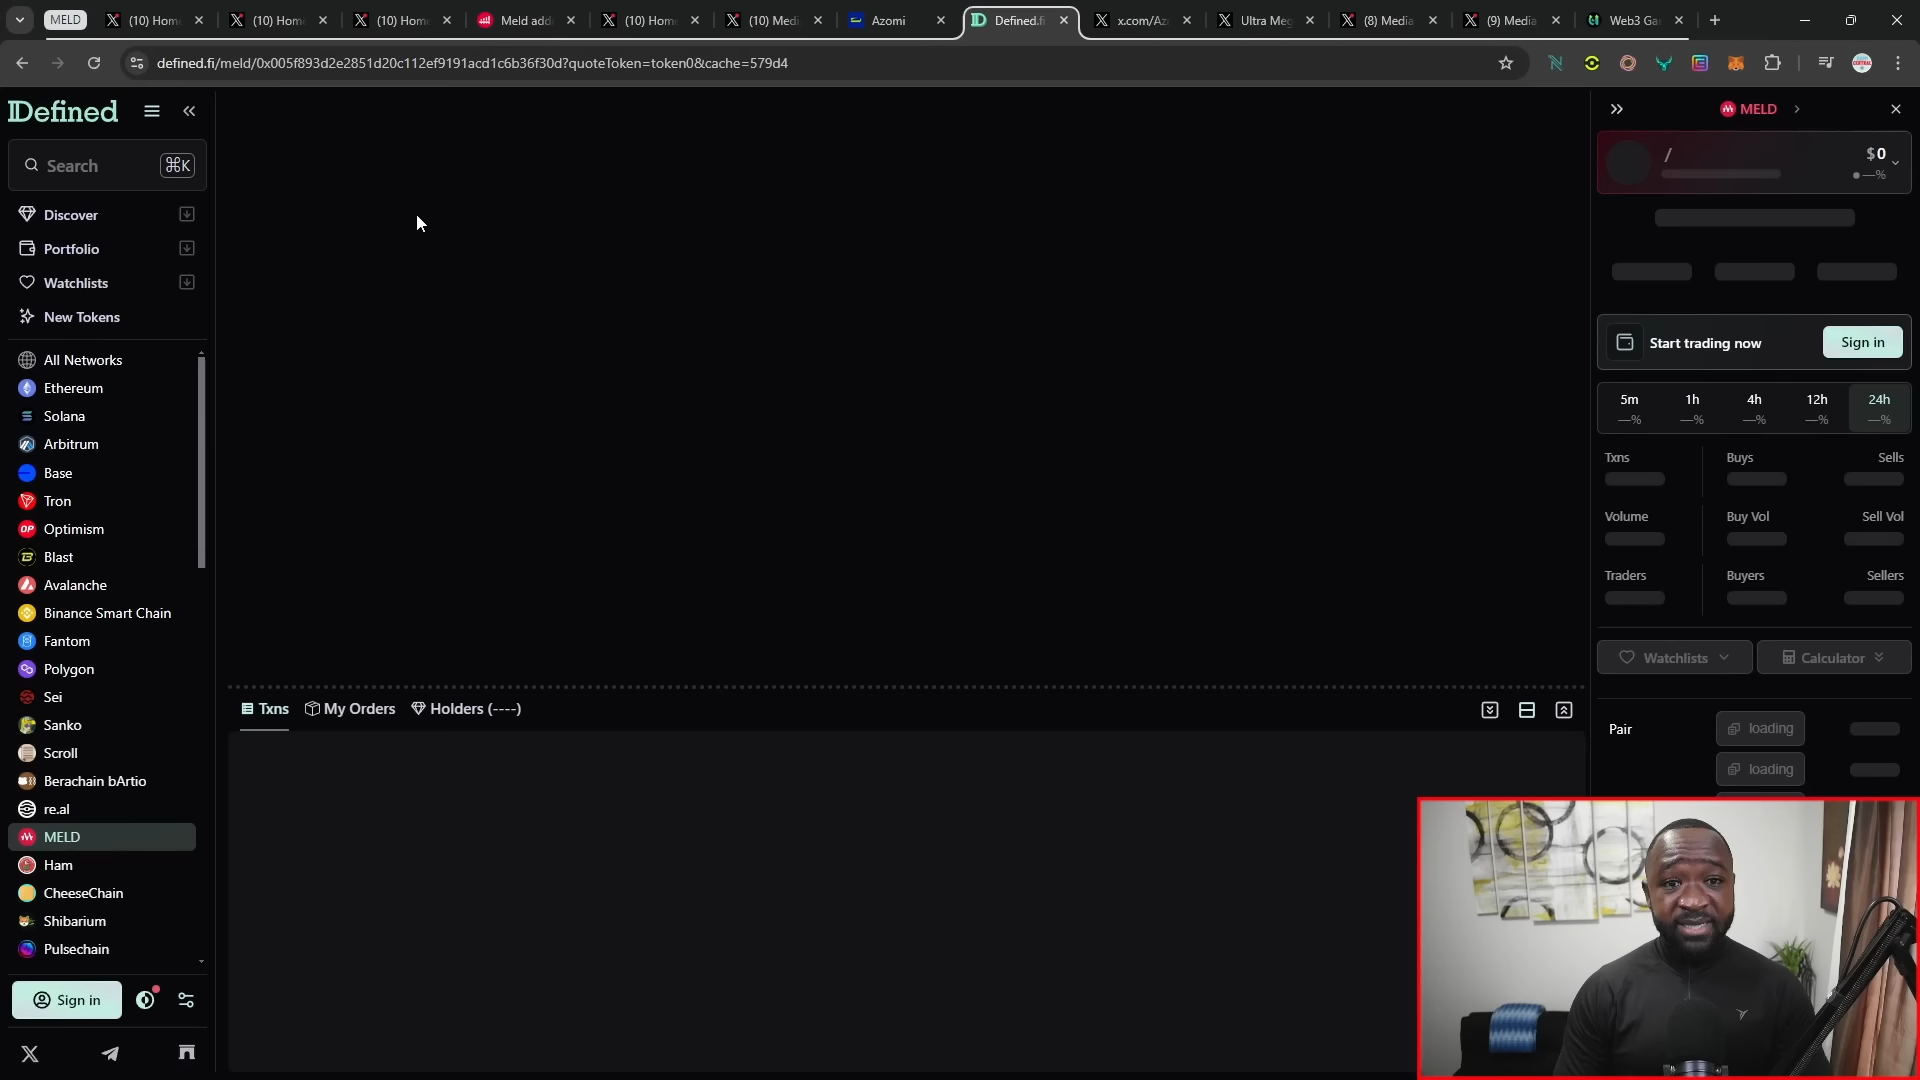 MELD
(10) Home
(10) Home
(10) Home
Meld add
(10) Home
(10) Medi
Azomi
Defined.fi
x.com/Az
Ultra Meg
(8) Media
(9) Media
Web3 Ga
defined.fi/meld/0x005f893d2e2851d20c112ef9191acd1c6b36f30d?quoteToken=token0&cache=579d4
Defined
Search ⌘K
Discover
Portfolio
Watchlists
New Tokens
All Networks
Ethereum
Solana
Arbitrum
Base
Tron
Optimism
Blast
Avalanche
Binance Smart Chain
Fantom
Polygon
Sei
Sanko
Scroll
Berachain bArtio
re.al
MELD
Ham
CheeseChain
Shibarium
Pulsechain
Sign in
Txns My Orders Holders (----)
MELD
/ $0
—%
Start trading now Sign in
5m 1h 4h 12h 24h
—% —% —% —% —%
Txns Buys Sells
Volume Buy Vol Sell Vol
Traders Buyers Sellers
Watchlists Calculator
Pair loading
loading